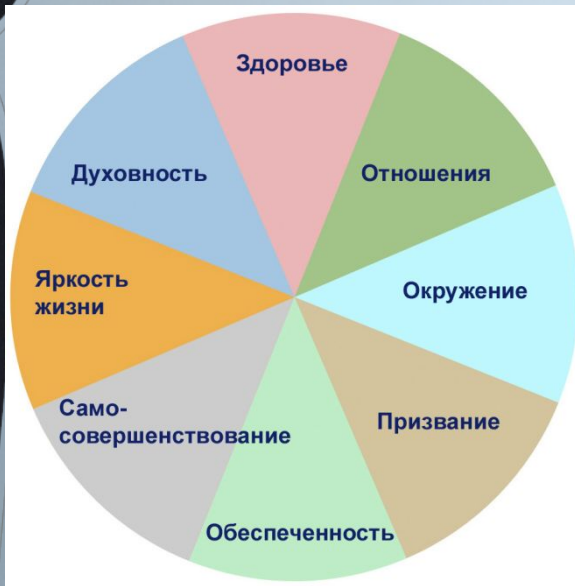 Здоровье
Духовность
Отношения
Яркость
жизни
Окружение
Само-
совершенствование
Призвание
Обеспеченность